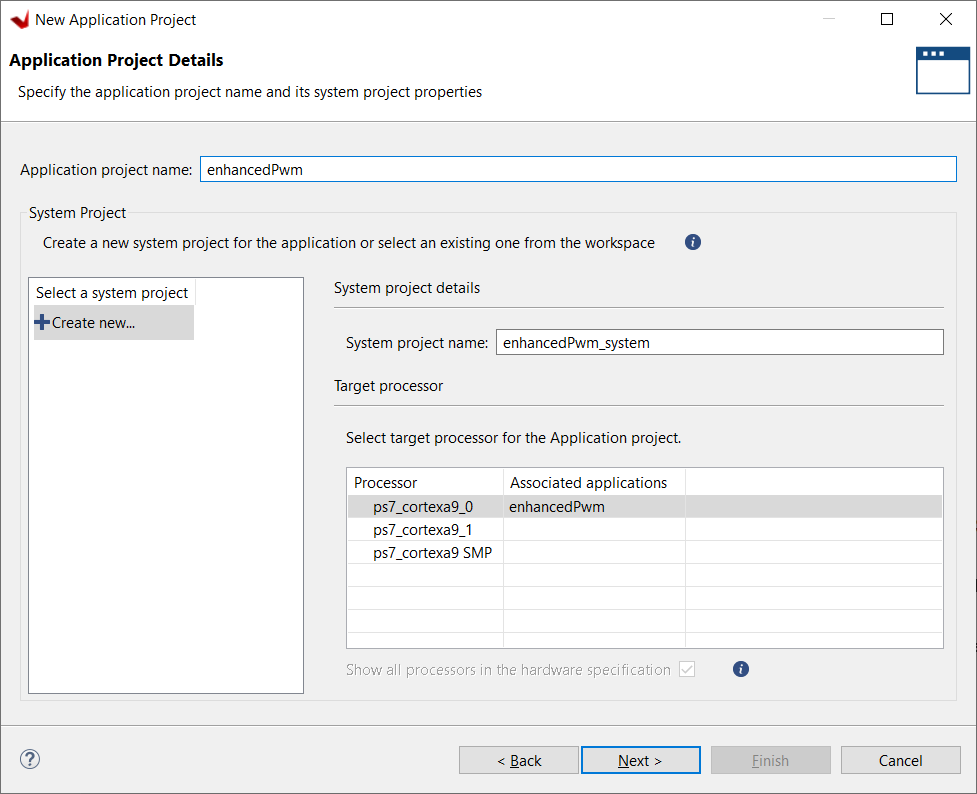 New Application Project
Application Project Details
Specify the application project name and its system project properties
Application project name: enhancedPwm
System Project
Create a new system project for the application or select an existing one from the workspace
Select a system project
Create new...
System project details
System project name: enhancedPwm_system
Target processor
Select target processor for the Application project.
Processor Associated applications
ps7_cortexa9_0 enhancedPwm
ps7_cortexa9_1
ps7_cortexa9 SMP
Show all processors in the hardware specification
< Back Next > Finish Cancel